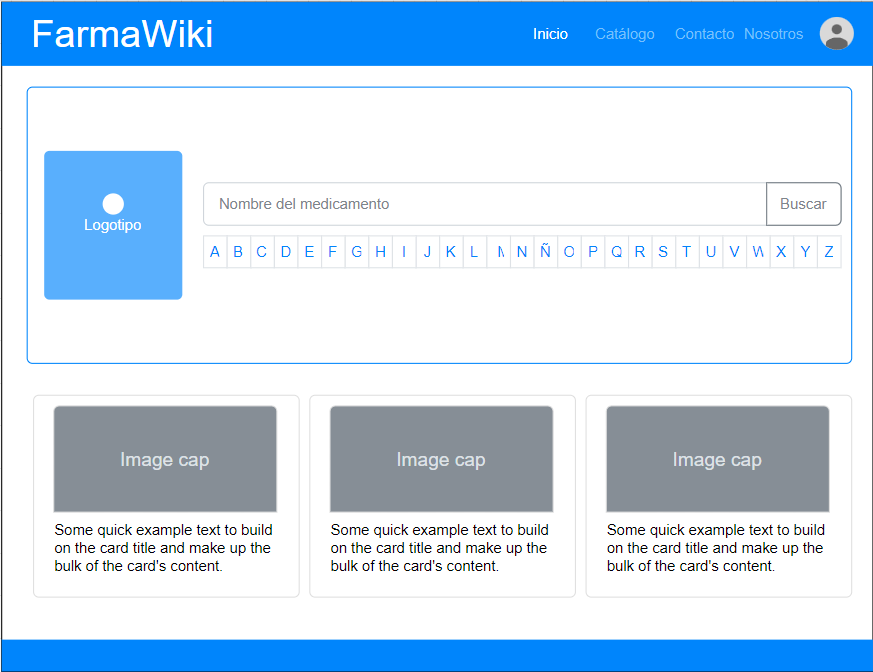 FarmaWiki
Inicio Catálogo Contacto Nosotros
Logotipo
Nombre del medicamento Buscar
A B C D E F G H I J K L M N Ñ O P Q R S T U V W X Y Z
Image cap
Some quick example text to build
on the card title and make up the
bulk of the card's content.
Image cap
Some quick example text to build
on the card title and make up the
bulk of the card's content.
Image cap
Some quick example text to build
on the card title and make up the
bulk of the card's content.